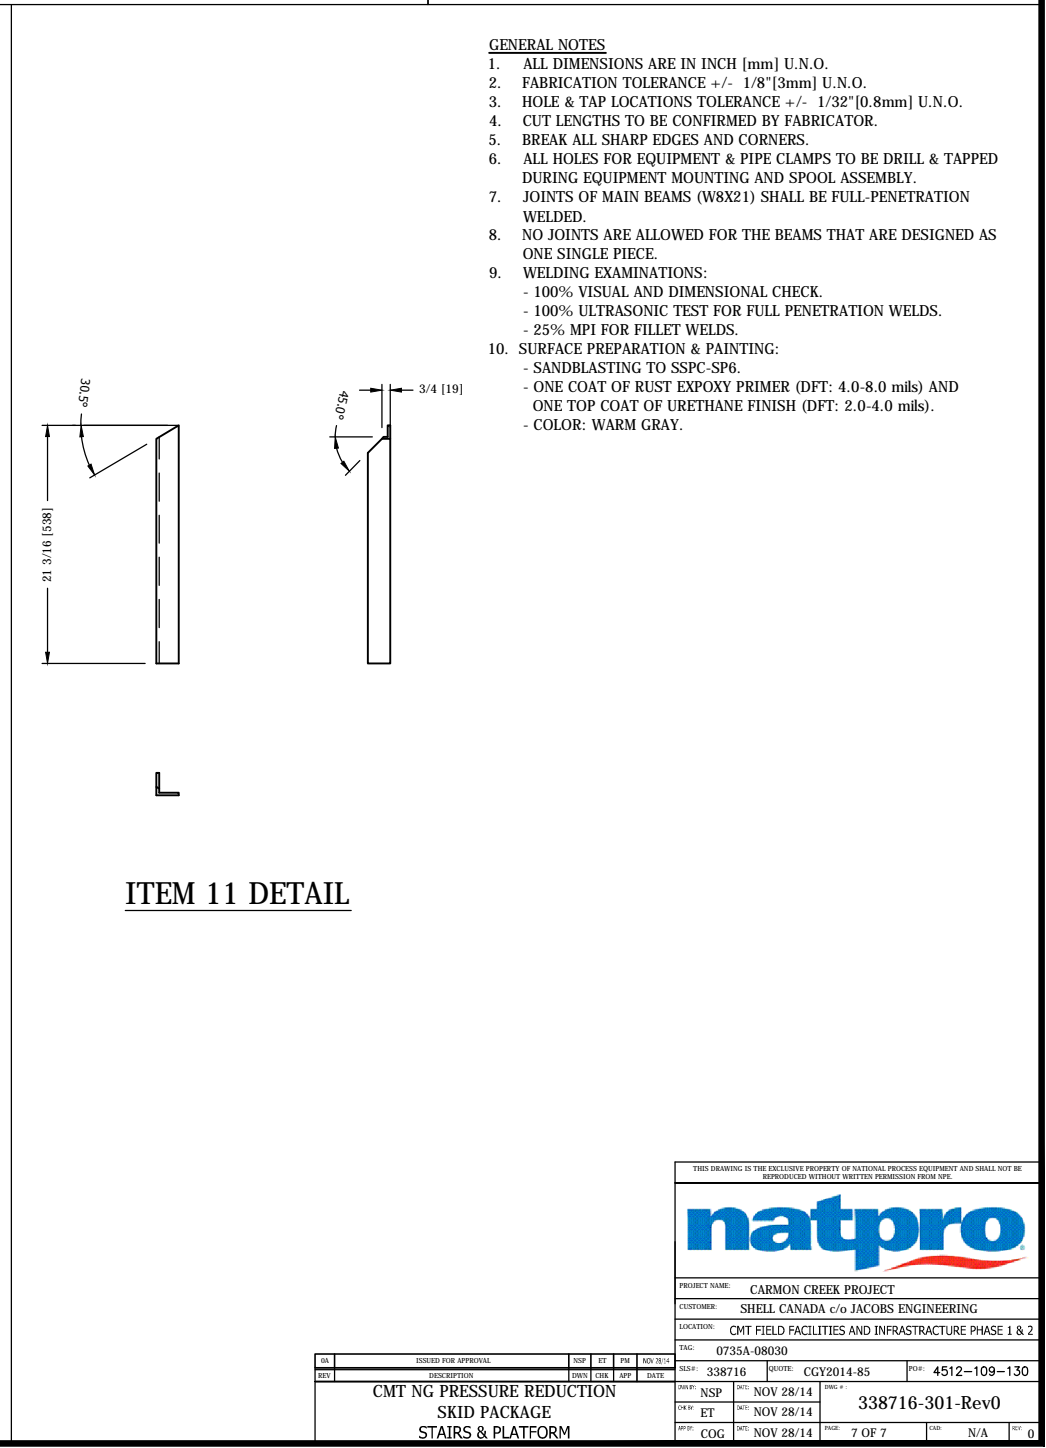 GENERAL NOTES
1. ALL DIMENSIONS ARE IN INCH [mm] U.N.O.
2. FABRICATION TOLERANCE +/- 1/8"[3mm] U.N.O.
3. HOLE & TAP LOCATIONS TOLERANCE +/- 1/32"[0.8mm] U.N.O.
4. CUT LENGTHS TO BE CONFIRMED BY FABRICATOR.
5. BREAK ALL SHARP EDGES AND CORNERS.
6. ALL HOLES FOR EQUIPMENT & PIPE CLAMPS TO BE DRILL & TAPPED
DURING EQUIPMENT MOUNTING AND SPOOL ASSEMBLY.
7. JOINTS OF MAIN BEAMS (W8X21) SHALL BE FULL-PENETRATION
WELDED.
8. NO JOINTS ARE ALLOWED FOR THE BEAMS THAT ARE DESIGNED AS
ONE SINGLE PIECE.
9. WELDING EXAMINATIONS:
- 100% VISUAL AND DIMENSIONAL CHECK.
- 100% ULTRASONIC TEST FOR FULL PENETRATION WELDS.
- 25% MPI FOR FILLET WELDS.
10. SURFACE PREPARATION & PAINTING:
- SANDBLASTING TO SSPC-SP6.
- ONE COAT OF RUST EXPOXY PRIMER (DFT: 4.0-8.0 mils) AND
ONE TOP COAT OF URETHANE FINISH (DFT: 2.0-4.0 mils).
- COLOR: WARM GRAY.
30.5°
45.0°
3/4 [19]
21 3/16 [538]
ITEM 11 DETAIL
THIS DRAWING IS THE EXCLUSIVE PROPERTY OF NATIONAL PROCESS EQUIPMENT AND SHALL NOT BE
REPRODUCED WITHOUT WRITTEN PERMISSION FROM NPE.
natpro®
PROJECT NAME: CARMON CREEK PROJECT
CUSTOMER: SHELL CANADA c/o JACOBS ENGINEERING
LOCATION: CMT FIELD FACILITIES AND INFRASTRACTURE PHASE 1 & 2
TAG: 0735A-08030
SLS#: 338716 QUOTE: CGY2014-85 PO#: 4512-109-130
DWN BY: NSP DATE: NOV 28/14 DWG #: 338716-301-Rev0
CHK BY: ET DATE: NOV 28/14
APP BY: COG DATE: NOV 28/14 PAGE: 7 OF 7 CAD: N/A REV: 0
0A ISSUED FOR APPROVAL NSP ET PM NOV 28/14
REV DESCRIPTION DWN CHK APP DATE
CMT NG PRESSURE REDUCTION
SKID PACKAGE
STAIRS & PLATFORM